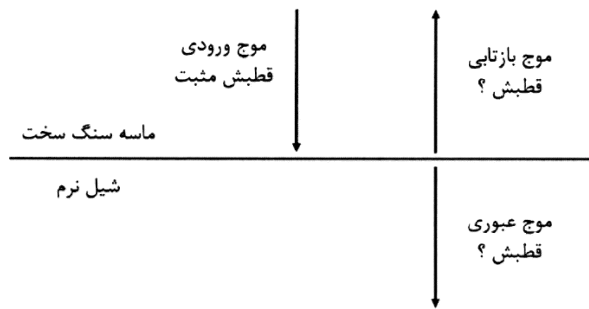 موج ورودی
قطبش مثبت
موج بازتابی
قطبش ؟
ماسه سنگ سخت
شیل نرم
موج عبوری
قطبش ؟